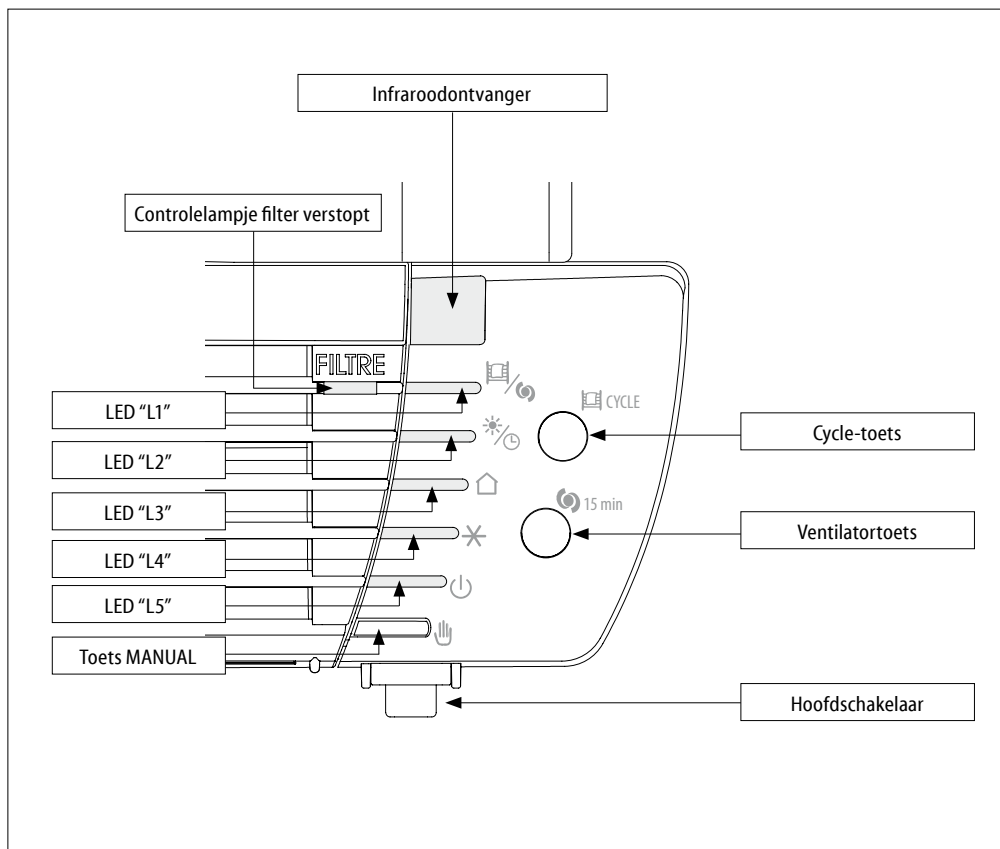 Infraroodontvanger
Controlelampje filter verstopt
FILTRE
LED “L1”
CYCLE
Cycle-toets
LED “L2”
LED “L3”
15 min
Ventilatortoets
LED “L4”
LED “L5”
Toets MANUAL
Hoofdschakelaar